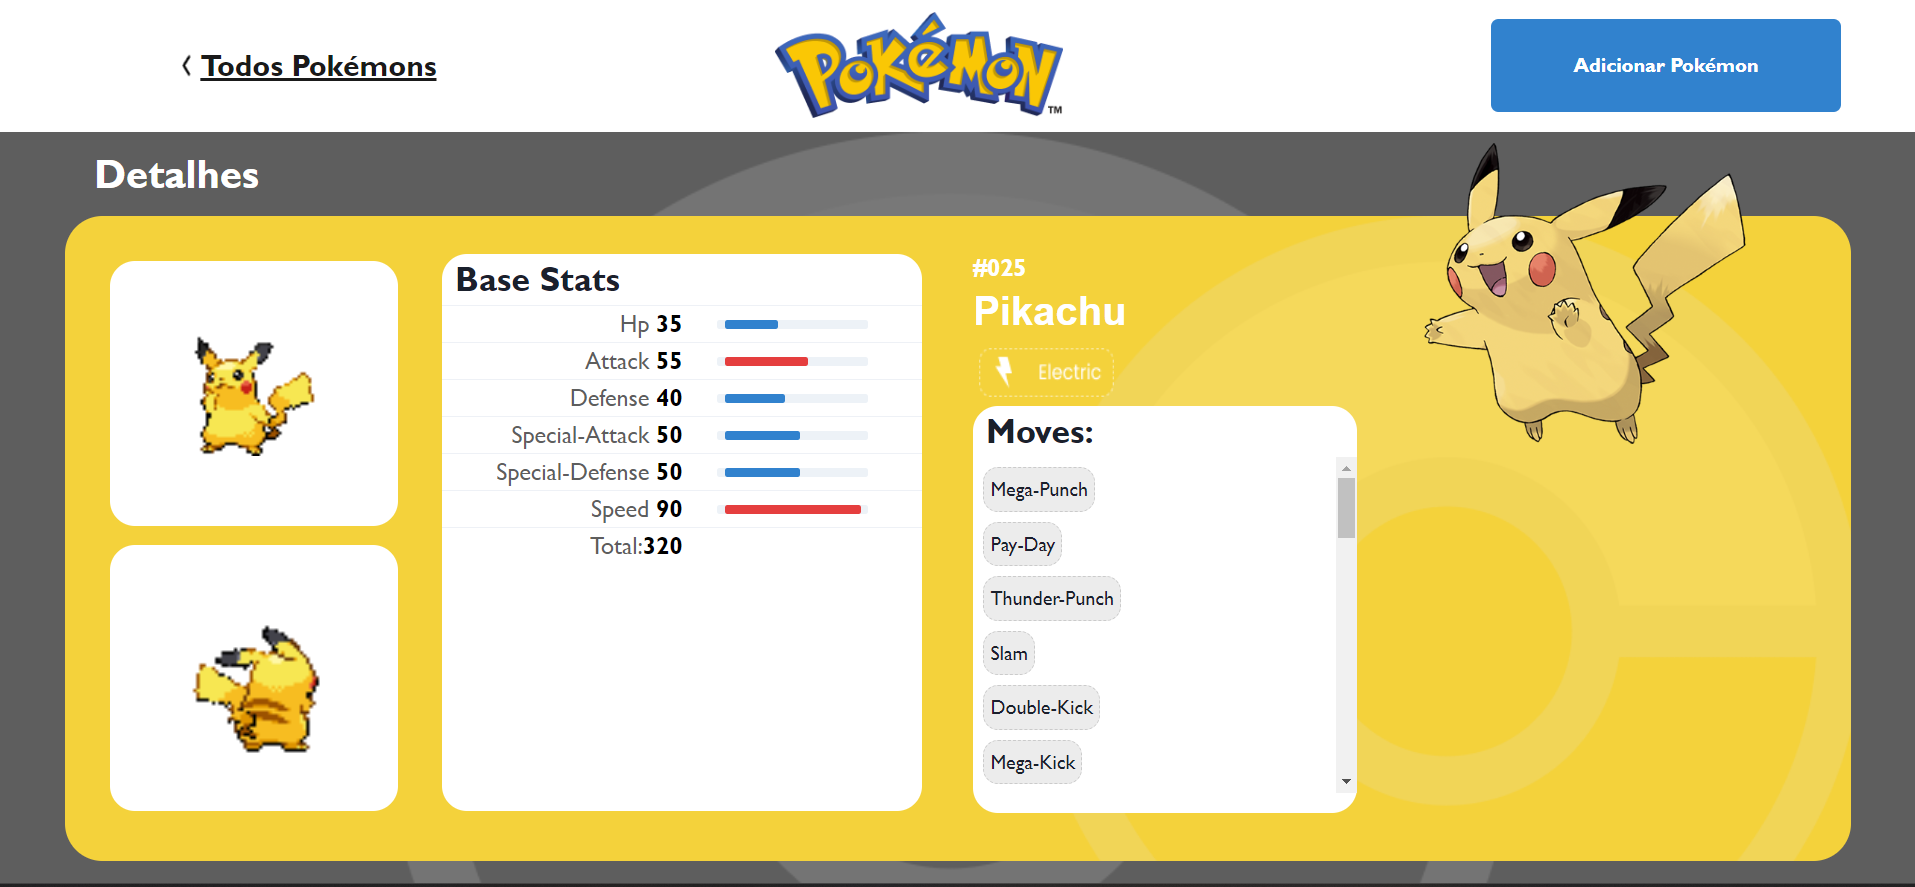 Todos Pokémons
POKéMON
TM
Adicionar Pokémon
Detalhes
Base Stats
Hp 35
Attack 55
Defense 40
Special-Attack 50
Special-Defense 50
Speed 90
Total:320
#025
Pikachu
Electric
Moves:
Mega-Punch
Pay-Day
Thunder-Punch
Slam
Double-Kick
Mega-Kick